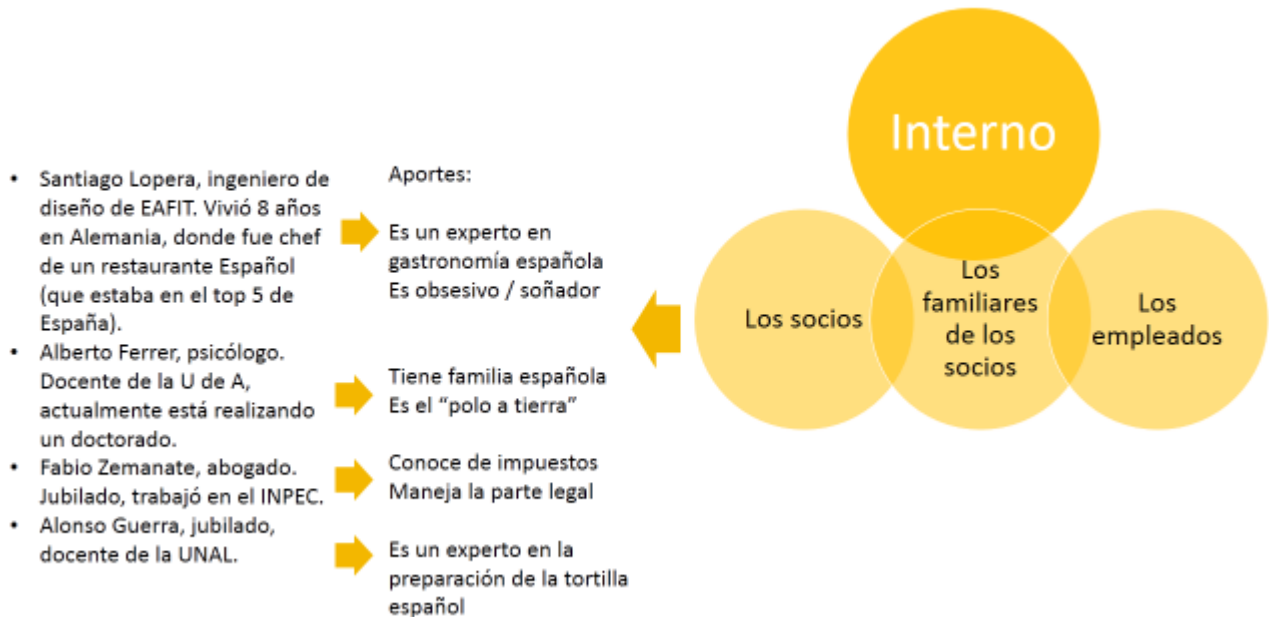 • Santiago Lopera, ingeniero de
diseño de EAFIT. Vivió 8 años
en Alemania, donde fue chef
de un restaurante Español
(que estaba en el top 5 de
España).
• Alberto Ferrer, psicólogo.
Docente de la U de A,
actualmente está realizando
un doctorado.
• Fabio Zemanate, abogado.
Jubilado, trabajó en el INPEC.
• Alonso Guerra, jubilado,
docente de la UNAL.
Aportes:
Es un experto en
gastronomía española
Es obsesivo / soñador
Tiene familia española
Es el “polo a tierra”
Conoce de impuestos
Maneja la parte legal
Es un experto en la
preparación de la tortilla
español
Interno
Los socios
Los
familiares
de los
socios
Los
empleados